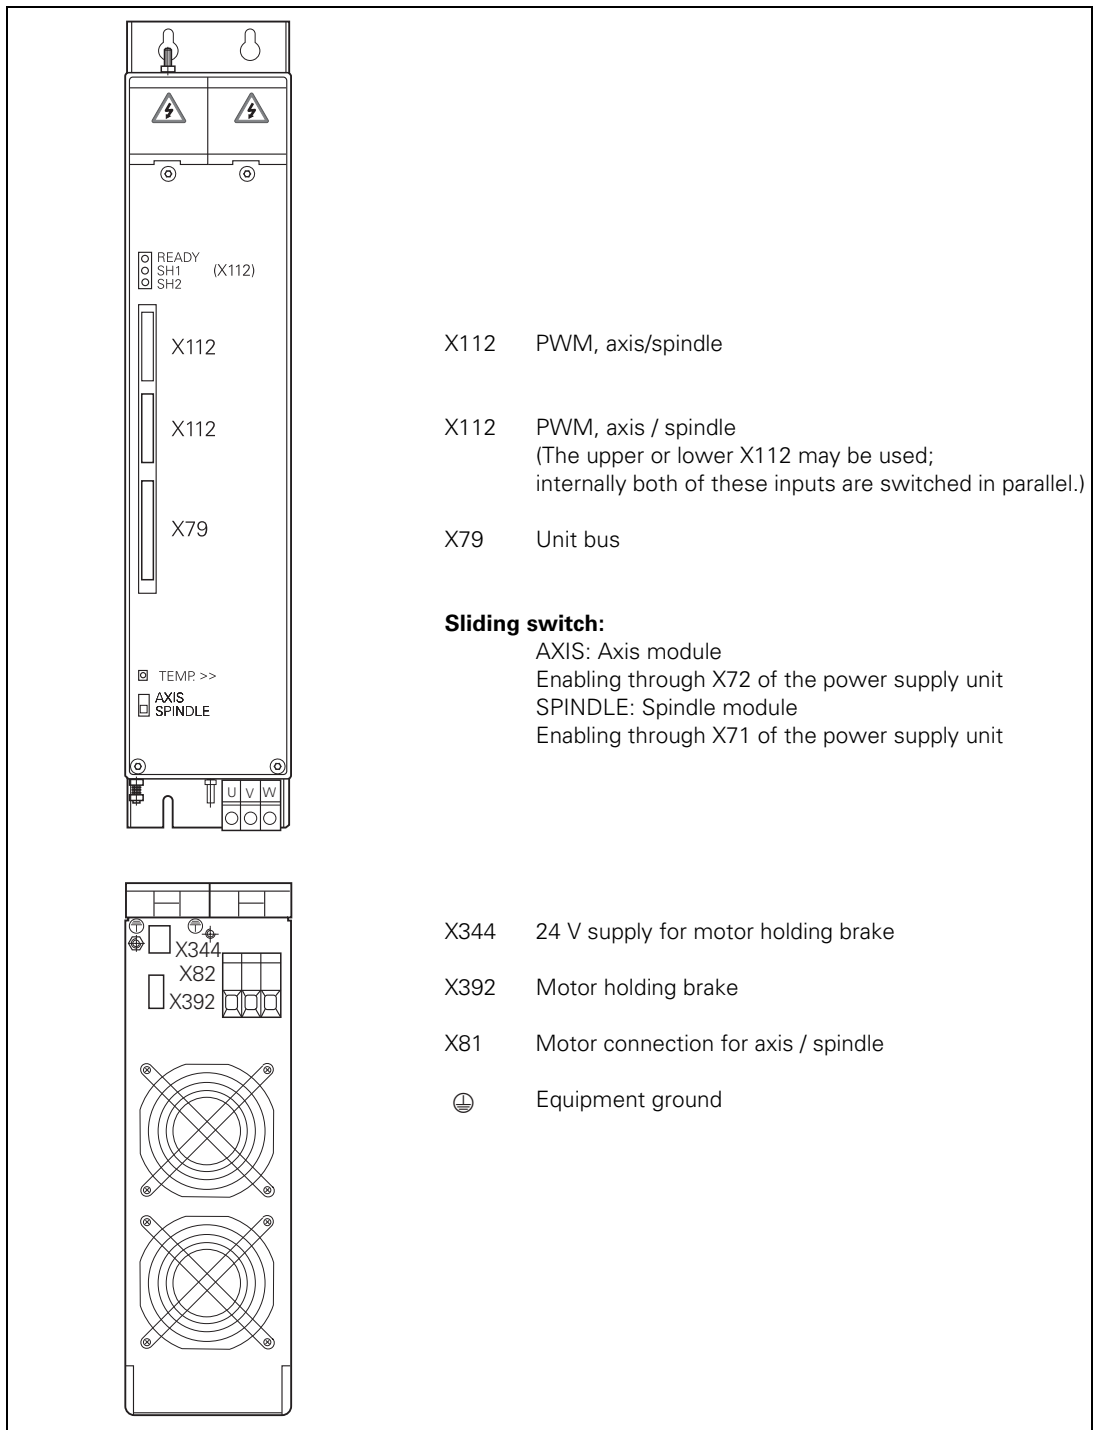 READY
SH1 (X112)
SH2
X112
X112
X79
TEMP. >>
AXIS
SPINDLE
U V W
X112 PWM, axis/spindle
X112 PWM, axis / spindle
(The upper or lower X112 may be used;
internally both of these inputs are switched in parallel.)
X79 Unit bus
Sliding switch:
AXIS: Axis module
Enabling through X72 of the power supply unit
SPINDLE: Spindle module
Enabling through X71 of the power supply unit
X344
X82
X392
X344 24 V supply for motor holding brake
X392 Motor holding brake
X81 Motor connection for axis / spindle
Equipment ground